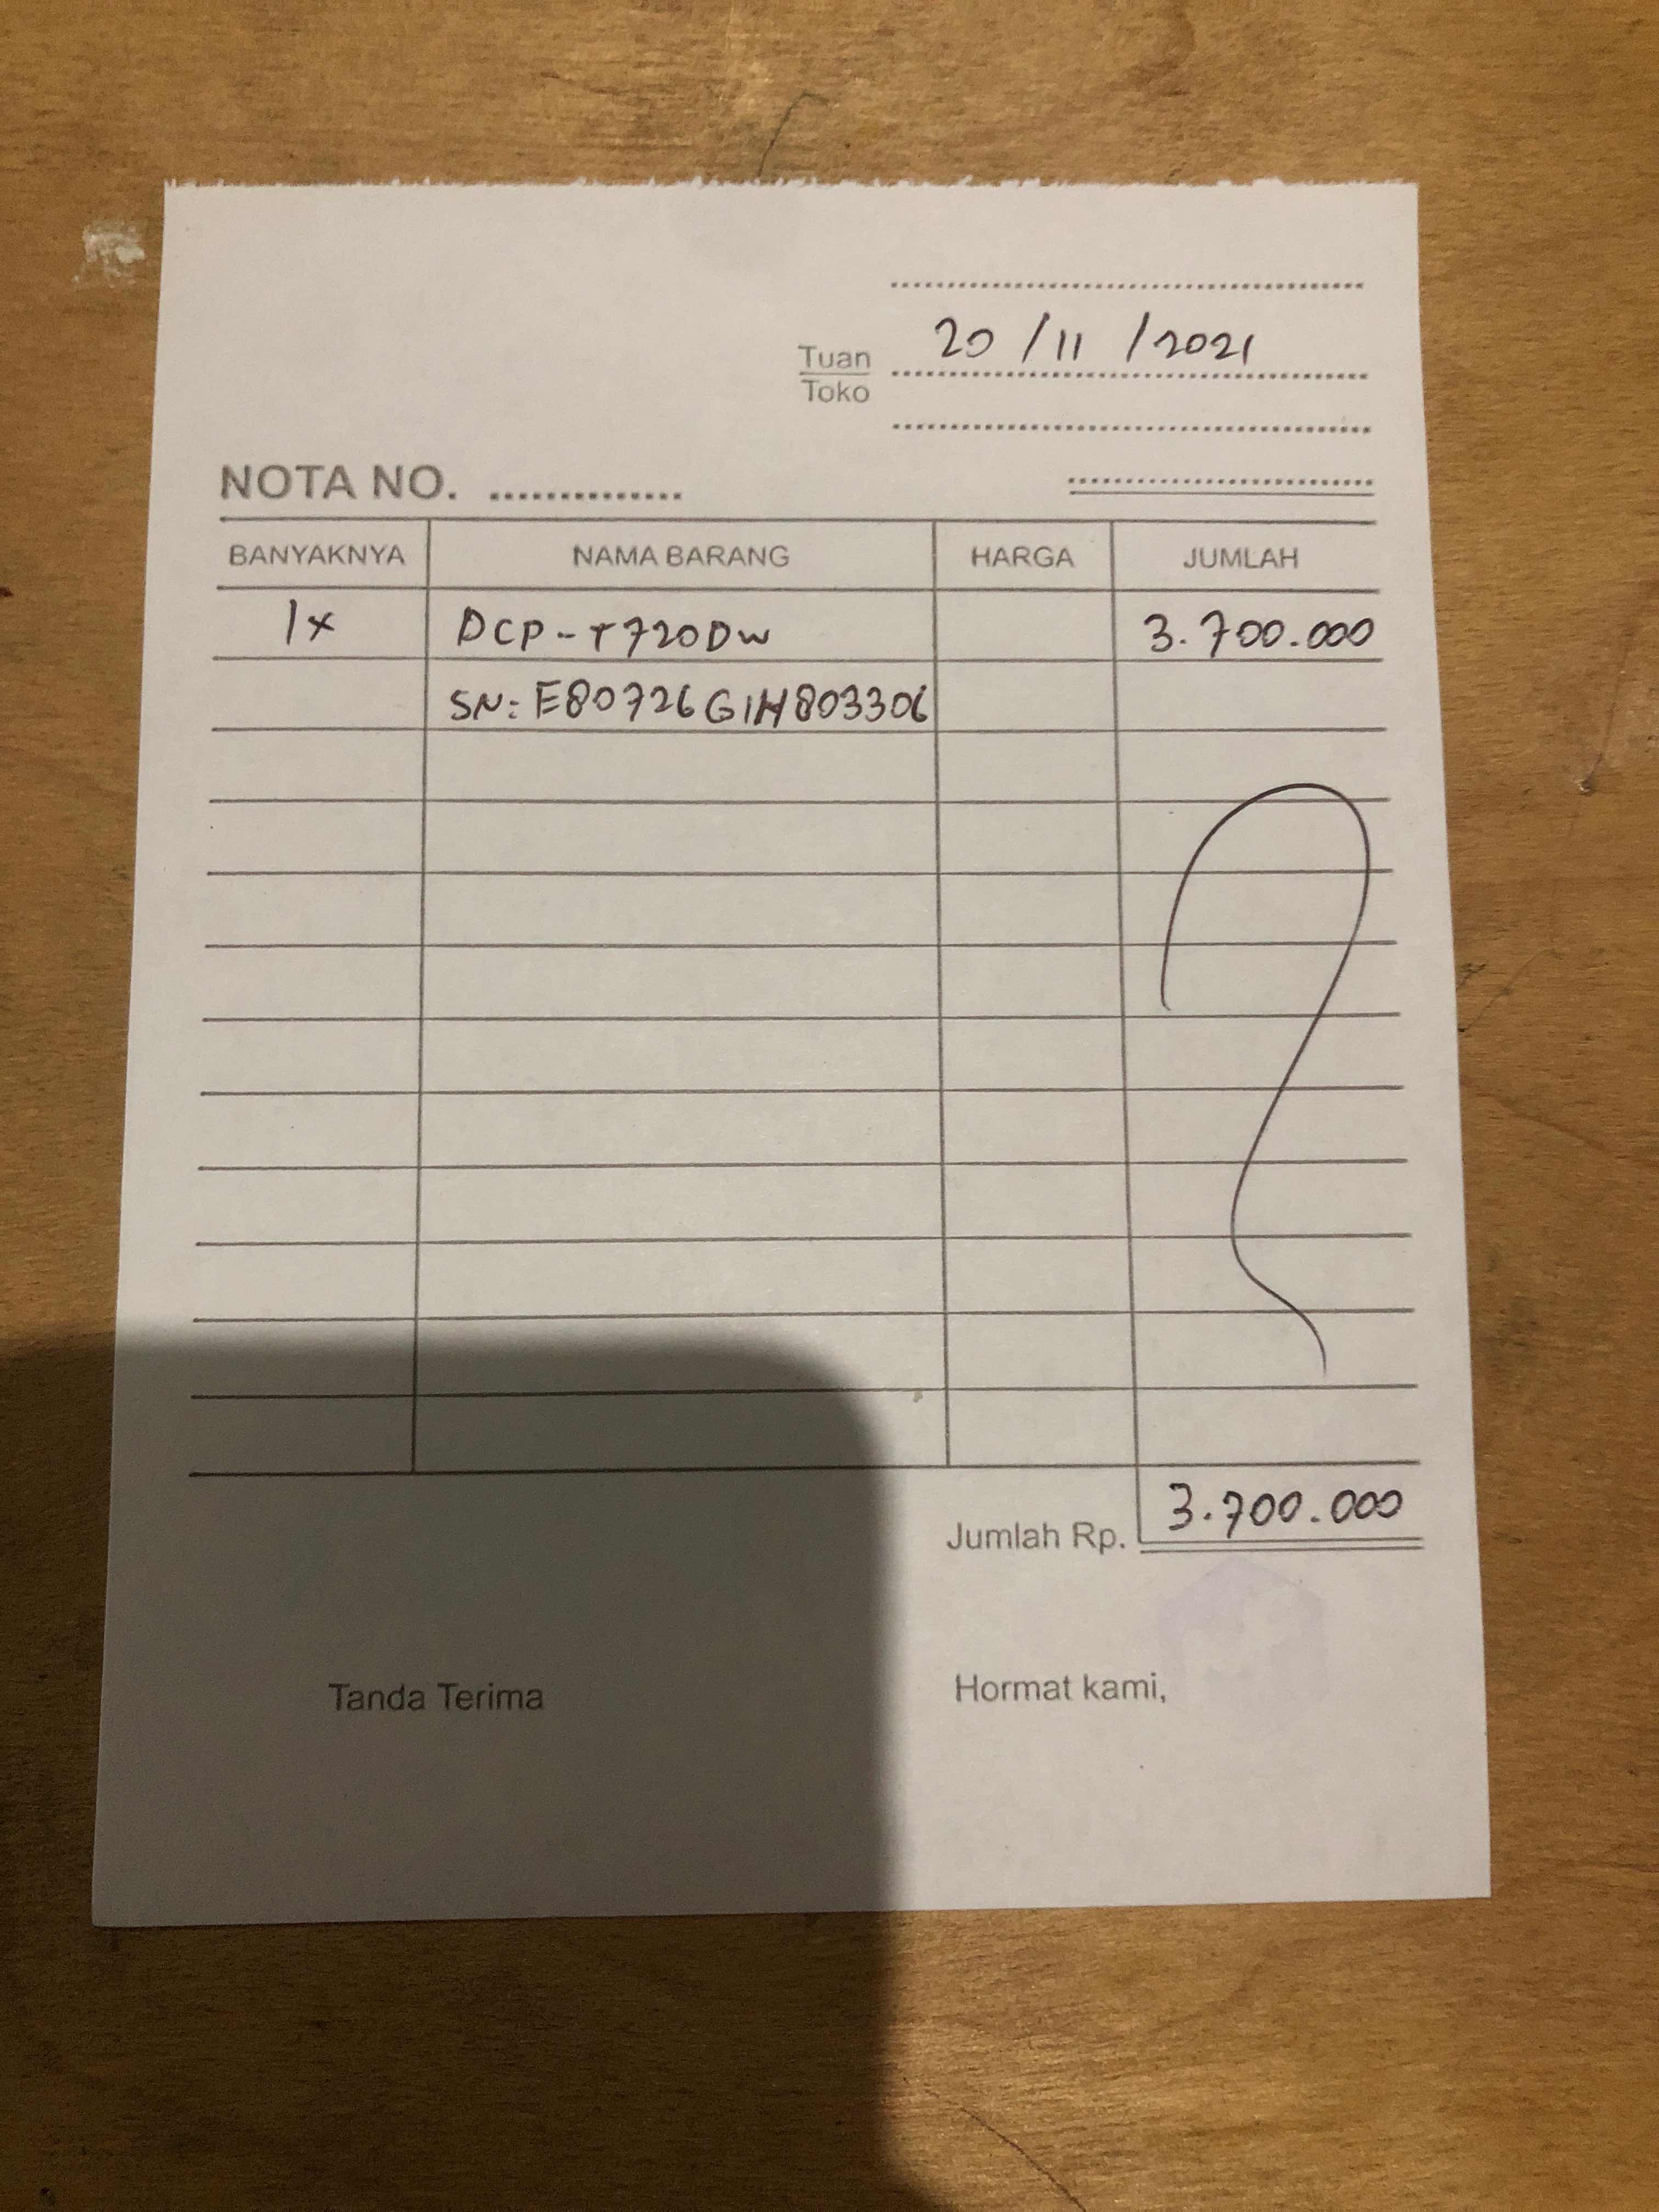 20 / 11 / 2021
Tuan
Toko
NOTA NO. ..............
BANYAKNYA NAMA BARANG HARGA JUMLAH
1x DCP-T720DW 3.700.000
SN: E80726G1H803306
Jumlah Rp. 3.700.000
Tanda Terima Hormat kami,